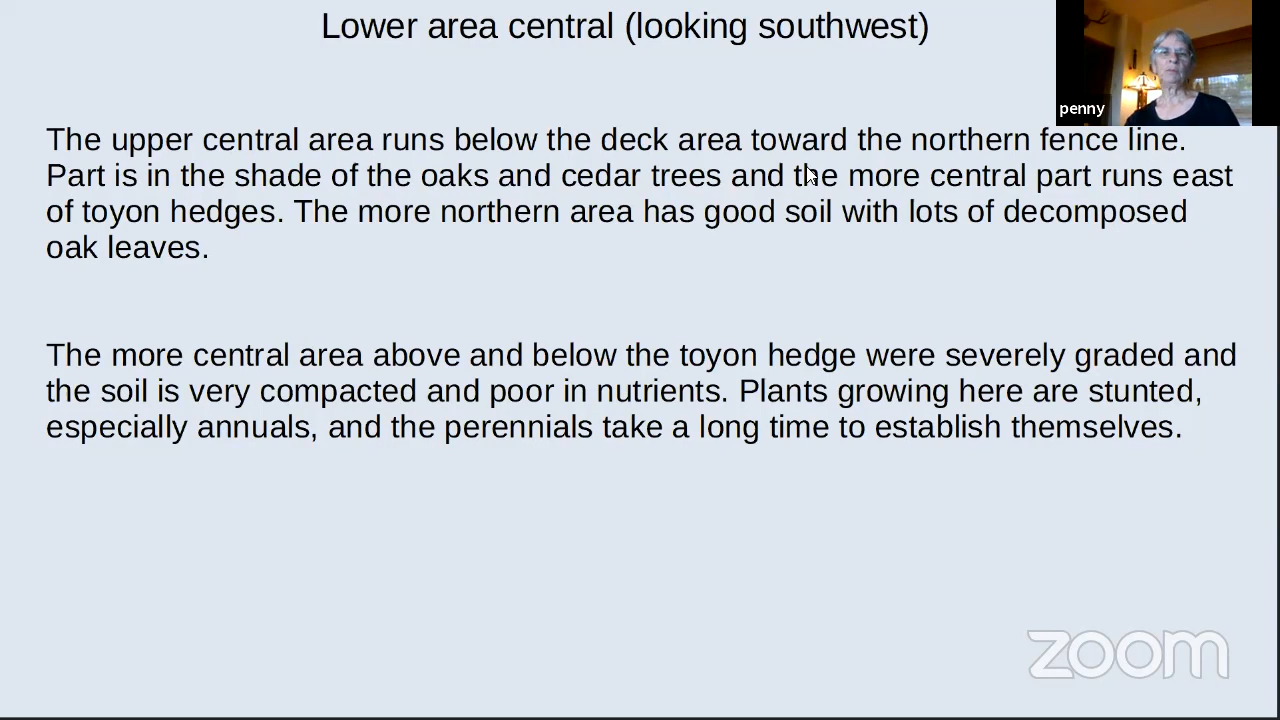 Lower area central (looking southwest)
penny
The upper central area runs below the deck area toward the northern fence line.
Part is in the shade of the oaks and cedar trees and the more central part runs east
of toyon hedges. The more northern area has good soil with lots of decomposed
oak leaves.
The more central area above and below the toyon hedge were severely graded and
the soil is very compacted and poor in nutrients. Plants growing here are stunted,
especially annuals, and the perennials take a long time to establish themselves.
zoom